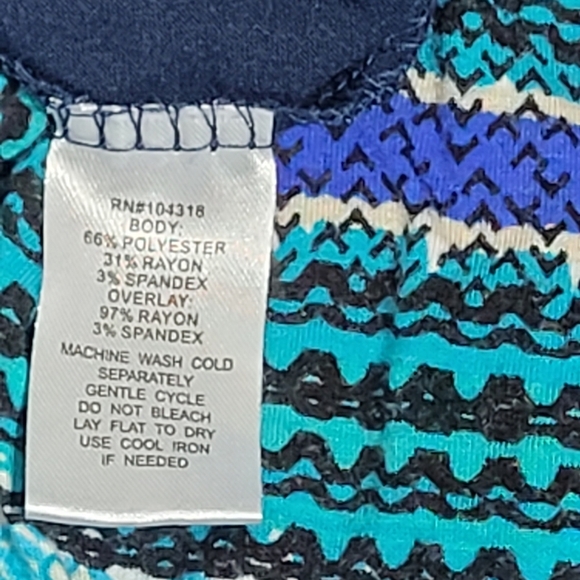 RN#104318
BODY:
66% POLYESTER
31% RAYON
3% SPANDEX
OVERLAY:
97% RAYON
3% SPANDEX
MACHINE WASH COLD
SEPARATELY
GENTLE CYCLE
DO NOT BLEACH
LAY FLAT TO DRY
USE COOL IRON
IF NEEDED